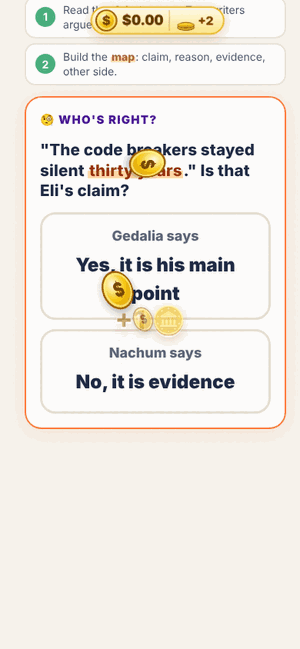 1 Read th
writers
argue
$ $0.00 +2
2 Build the map: claim, reason, evidence,
other side.
🧐 WHO'S RIGHT?
"The code breakers stayed
silent thirty years." Is that
Eli's claim?
Gedalia says
Yes, it is his main
point
+
Nachum says
No, it is evidence